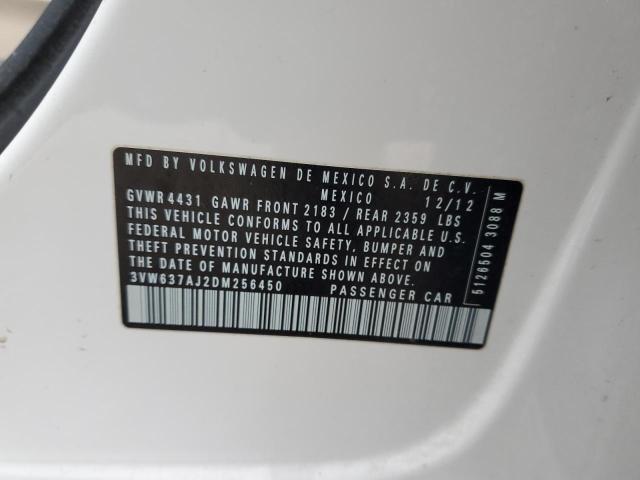 MFD BY VOLKSWAGEN DE MEXICO S.A. DE C.V.
MEXICO 12/12
GVWR 4431 GAWR FRONT 2183 / REAR 2359 LBS
THIS VEHICLE CONFORMS TO ALL APPLICABLE U.S.
FEDERAL MOTOR VEHICLE SAFETY, BUMPER AND
THEFT PREVENTION STANDARDS IN EFFECT ON
THE DATE OF MANUFACTURE SHOWN ABOVE.
3VW637AJ2DM256450 PASSENGER CAR
5126504 3088 M